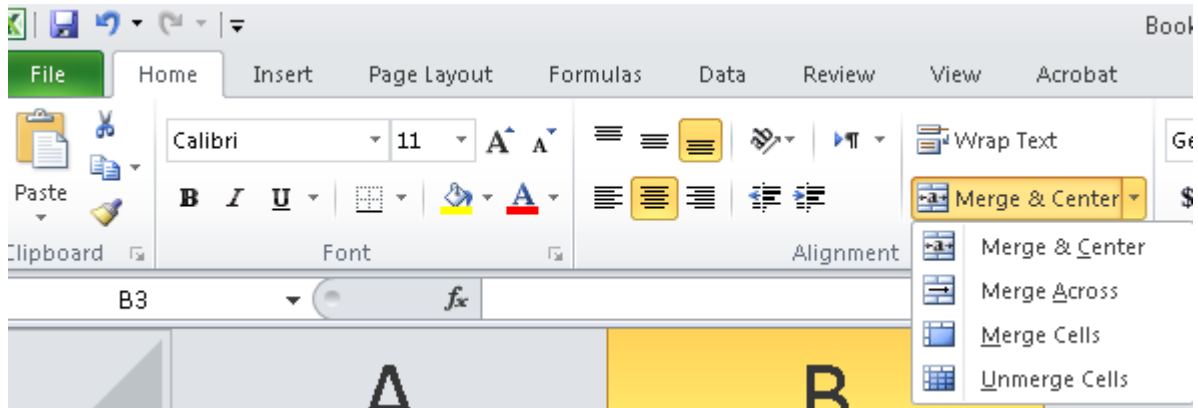 Book
File Home Insert Page Layout Formulas Data Review View Acrobat
Calibri 11 A A Wrap Text Ge
Paste B I U A Merge & Center $
Clipboard Font Alignment
Merge & Center
Merge Across
Merge Cells
Unmerge Cells
B3 fx
A B